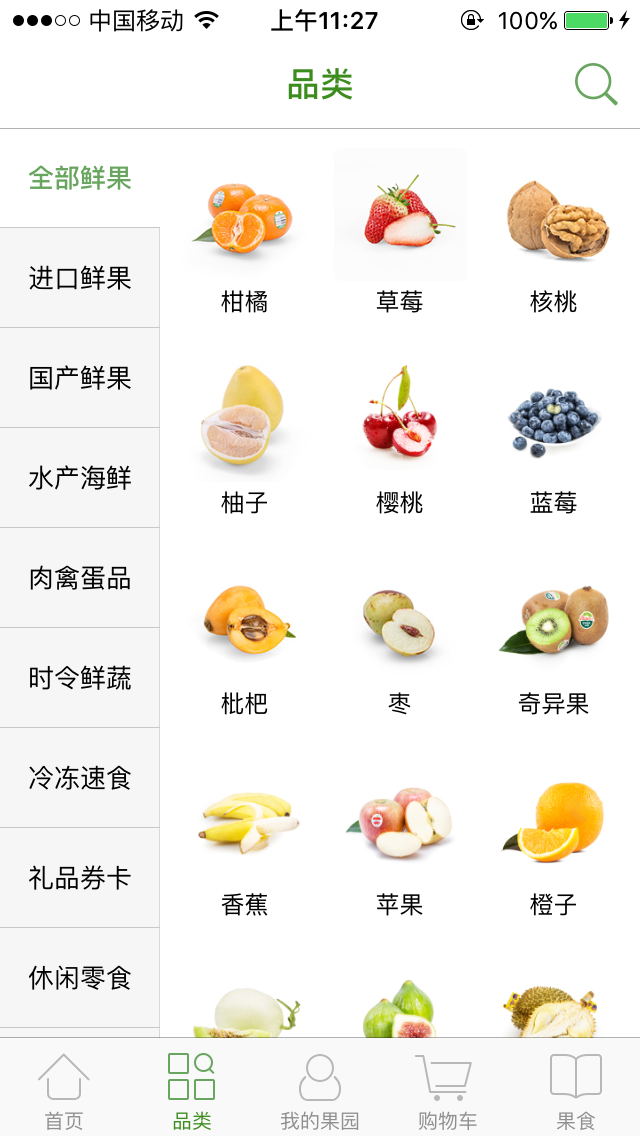 中国移动 上午11:27 100%
品类
全部鲜果
进口鲜果
国产鲜果
水产海鲜
肉禽蛋品
时令鲜蔬
冷冻速食
礼品券卡
休闲零食
柑橘 草莓 核桃
柚子 樱桃 蓝莓
枇杷 枣 奇异果
香蕉 苹果 橙子
首页 品类 我的果园 购物车 果食